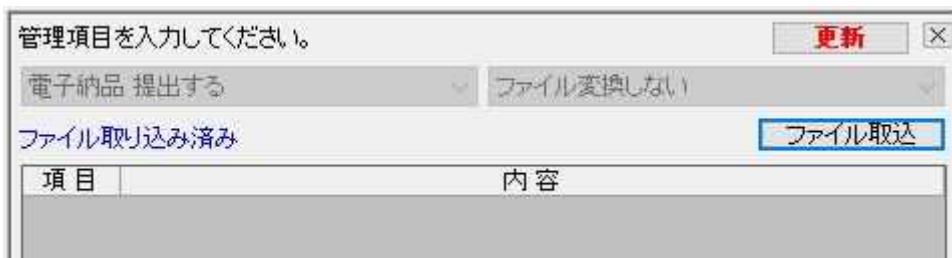 管理項目を入力してください。 更新
電子納品 提出する ファイル変換しない
ファイル取り込み済み ファイル取込
項目 内容